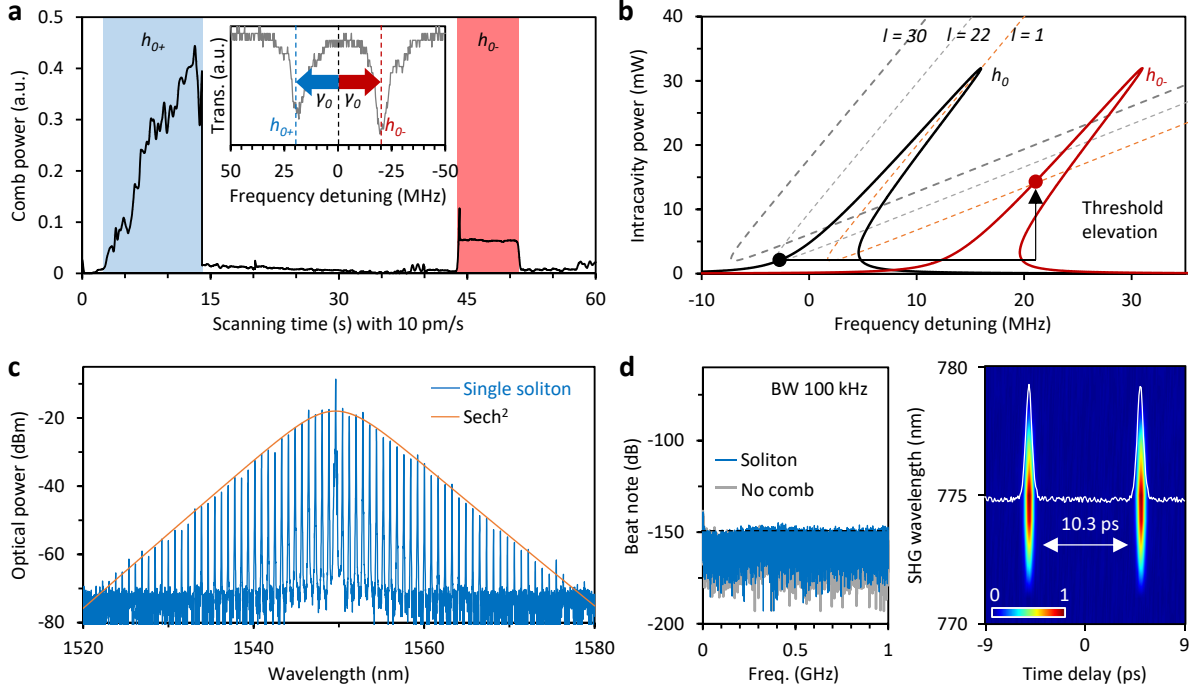 a
Comb power (a.u.)
0.5
0.4
0.3
0.2
0.1
0
h0+
h0-
Trans. (a.u.)
γ0
γ0
h0+
h0-
50
25
0
-25
-50
Frequency detuning (MHz)
0
15
30
45
60
Scanning time (s) with 10 pm/s
b
Intracavity power (mW)
40
30
20
10
0
l = 30
l = 22
l = 1
h0
h0-
Threshold
elevation
-10
0
10
20
30
Frequency detuning (MHz)
c
Optical power (dBm)
-20
-40
-60
-80
Single soliton
Sech2
1520
1540
1560
1580
Wavelength (nm)
d
Beat note (dB)
-50
-100
-150
-200
BW 100 kHz
Soliton
No comb
0
0.5
1
Freq. (GHz)
SHG wavelength (nm)
780
775
770
10.3 ps
0
1
-9
0
9
Time delay (ps)